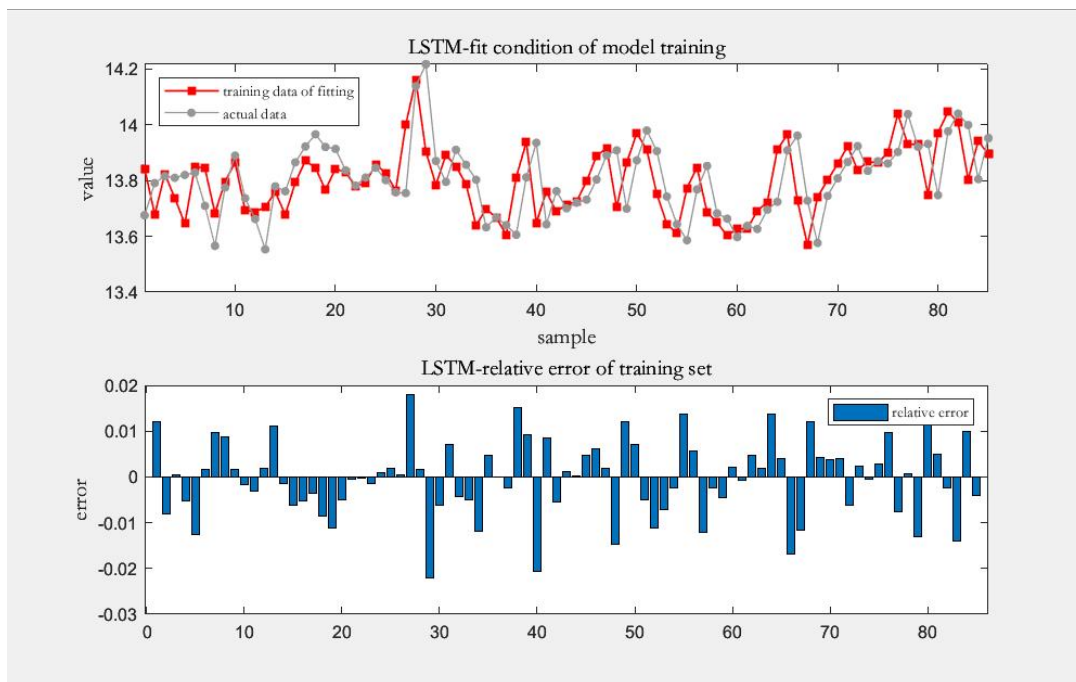 LSTM-fit condition of model training
14.2
14
13.8
13.6
13.4
value
training data of fitting
actual data
10 20 30 40 50 60 70 80
sample
LSTM-relative error of training set
0.02
0.01
0
-0.01
-0.02
-0.03
error
relative error
0 10 20 30 40 50 60 70 80